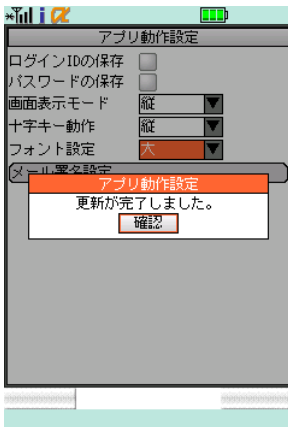 iα
アプリ動作設定
ログインIDの保存
パスワードの保存
画面表示モード 縦
十字キー動作 縦
フォント設定 大
メール署名設定
アプリ動作設定
更新が完了しました。
確認